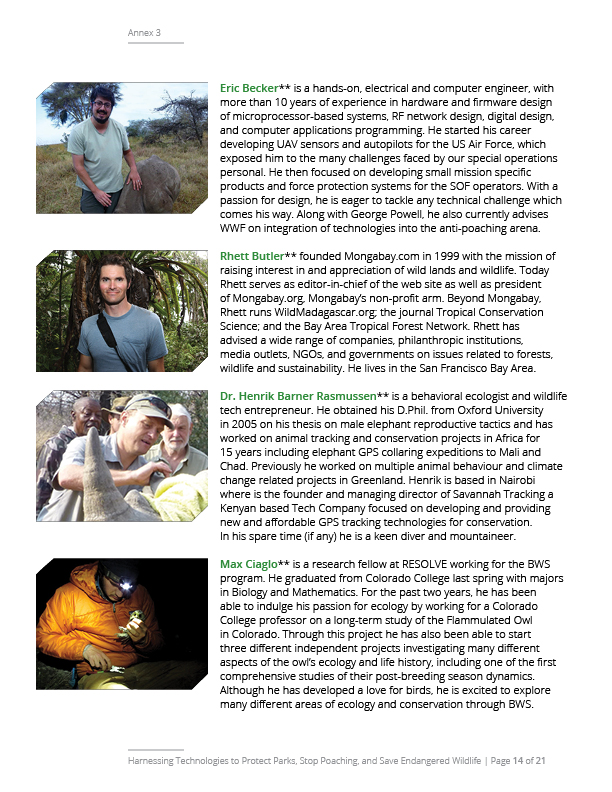 Annex 3
Eric Becker** is a hands-on, electrical and computer engineer, with
more than 10 years of experience in hardware and firmware design
of microprocessor-based systems, RF network design, digital design,
and computer applications programming. He started his career
developing UAV sensors and autopilots for the US Air Force, which
exposed him to the many challenges faced by our special operations
personal. He then focused on developing small mission specific
products and force protection systems for the SOF operators. With a
passion for design, he is eager to tackle any technical challenge which
comes his way. Along with George Powell, he also currently advises
WWF on integration of technologies into the anti-poaching arena.
Rhett Butler** founded Mongabay.com in 1999 with the mission of
raising interest in and appreciation of wild lands and wildlife. Today
Rhett serves as editor-in-chief of the web site as well as president
of Mongabay.org, Mongabay's non-profit arm. Beyond Mongabay,
Rhett runs WildMadagascar.org; the journal Tropical Conservation
Science; and the Bay Area Tropical Forest Network. Rhett has
advised a wide range of companies, philanthropic institutions,
media outlets, NGOs, and governments on issues related to forests,
wildlife and sustainability. He lives in the San Francisco Bay Area.
Dr. Henrik Barner Rasmussen** is a behavioral ecologist and wildlife
tech entrepreneur. He obtained his D.Phil. from Oxford University
in 2005 on his thesis on male elephant reproductive tactics and has
worked on animal tracking and conservation projects in Africa for
15 years including elephant GPS collaring expeditions to Mali and
Chad. Previously he worked on multiple animal behaviour and climate
change related projects in Greenland. Henrik is based in Nairobi
where is the founder and managing director of Savannah Tracking a
Kenyan based Tech Company focused on developing and providing
new and affordable GPS tracking technologies for conservation.
In his spare time (if any) he is a keen diver and mountaineer.
Max Ciaglo** is a research fellow at RESOLVE working for the BWS
program. He graduated from Colorado College last spring with majors
in Biology and Mathematics. For the past two years, he has been
able to indulge his passion for ecology by working for a Colorado
College professor on a long-term study of the Flammulated Owl
in Colorado. Through this project he has also been able to start
three different independent projects investigating many different
aspects of the owl's ecology and life history, including one of the first
comprehensive studies of their post-breeding season dynamics.
Although he has developed a love for birds, he is excited to explore
many different areas of ecology and conservation through BWS.
Harnessing Technologies to Protect Parks, Stop Poaching, and Save Endangered Wildlife | Page 14 of 21